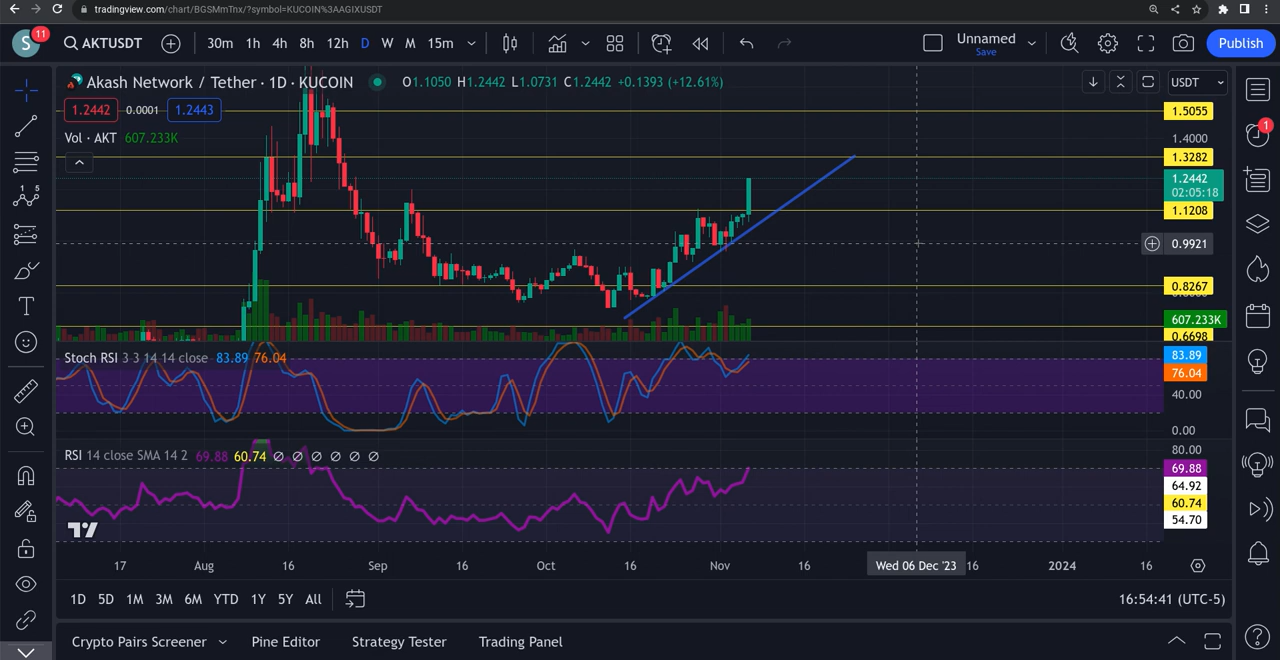 tradingview.com/chart/BGSMmTnx/?symbol=KUCOIN%3AAGIXUSDT
S 11 AKTUSDT 30m 1h 4h 8h 12h D W M 15m Unnamed Save Publish
Akash Network / Tether · 1D · KUCOIN O1.1050 H1.2442 L1.0731 C1.2442 +0.1393 (+12.61%) USDT
1.2442 0.0001 1.2443 1.5055
Vol · AKT 607.233K 1.4000
1.3282
1.2442
02:05:18
1.1208
0.9921
0.8267
607.233K
0.6698
Stoch RSI 3 3 14 14 close 83.89 76.04 83.89
76.04
40.00
0.00
RSI 14 close SMA 14 2 69.88 60.74 ∅ ∅ ∅ ∅ ∅ ∅ 80.00
69.88
64.92
60.74
54.70
17 Aug 16 Sep 16 Oct 16 Nov 16 Wed 06 Dec '23 16 2024 16
1D 5D 1M 3M 6M YTD 1Y 5Y All 16:54:41 (UTC-5)
Crypto Pairs Screener Pine Editor Strategy Tester Trading Panel